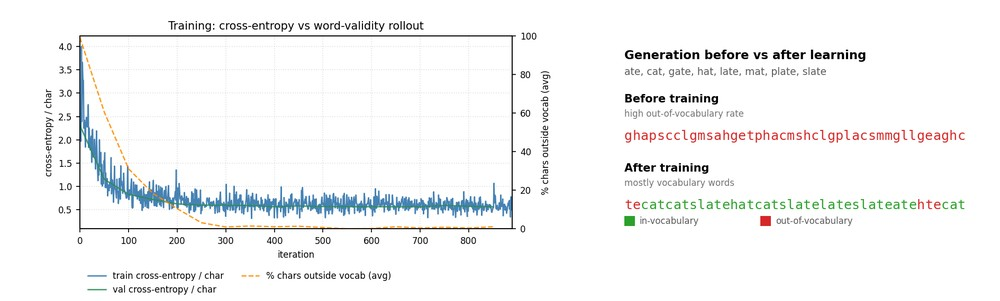 Training: cross-entropy vs word-validity rollout
4.0
3.5
3.0
2.5
2.0
1.5
1.0
0.5
cross-entropy / char
100
80
60
40
20
0
% chars outside vocab (avg)
0 100 200 300 400 500 600 700 800
iteration
train cross-entropy / char
val cross-entropy / char
% chars outside vocab (avg)
Generation before vs after learning
ate, cat, gate, hat, late, mat, plate, slate
Before training
high out-of-vocabulary rate
ghapscclgmsahgetphacmshclgplacsmmgllgeaghc
After training
mostly vocabulary words
tecatcatslatehatcatslatelateslateatehtecat
in-vocabulary out-of-vocabulary